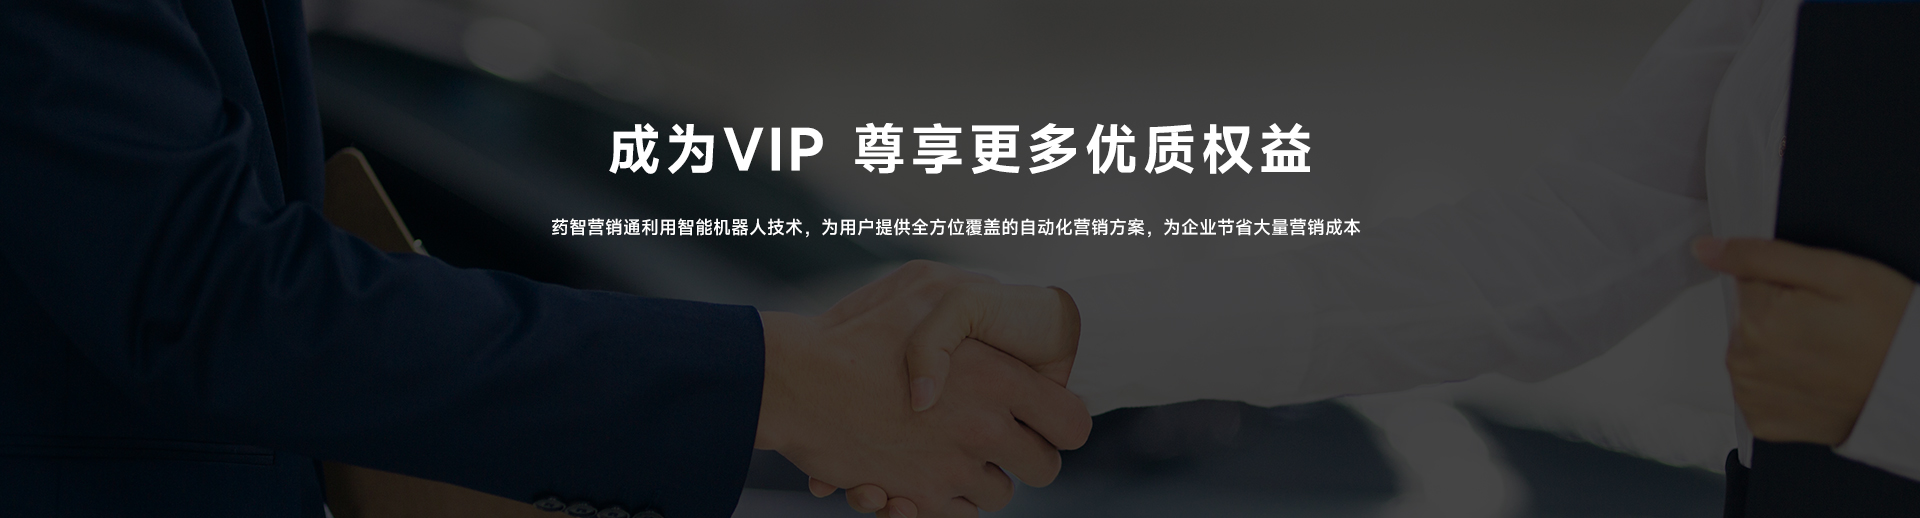 成为VIP 尊享更多优质权益
药智营销通利用智能机器人技术，为用户提供全方位覆盖的自动化营销方案，为企业节省大量营销成本